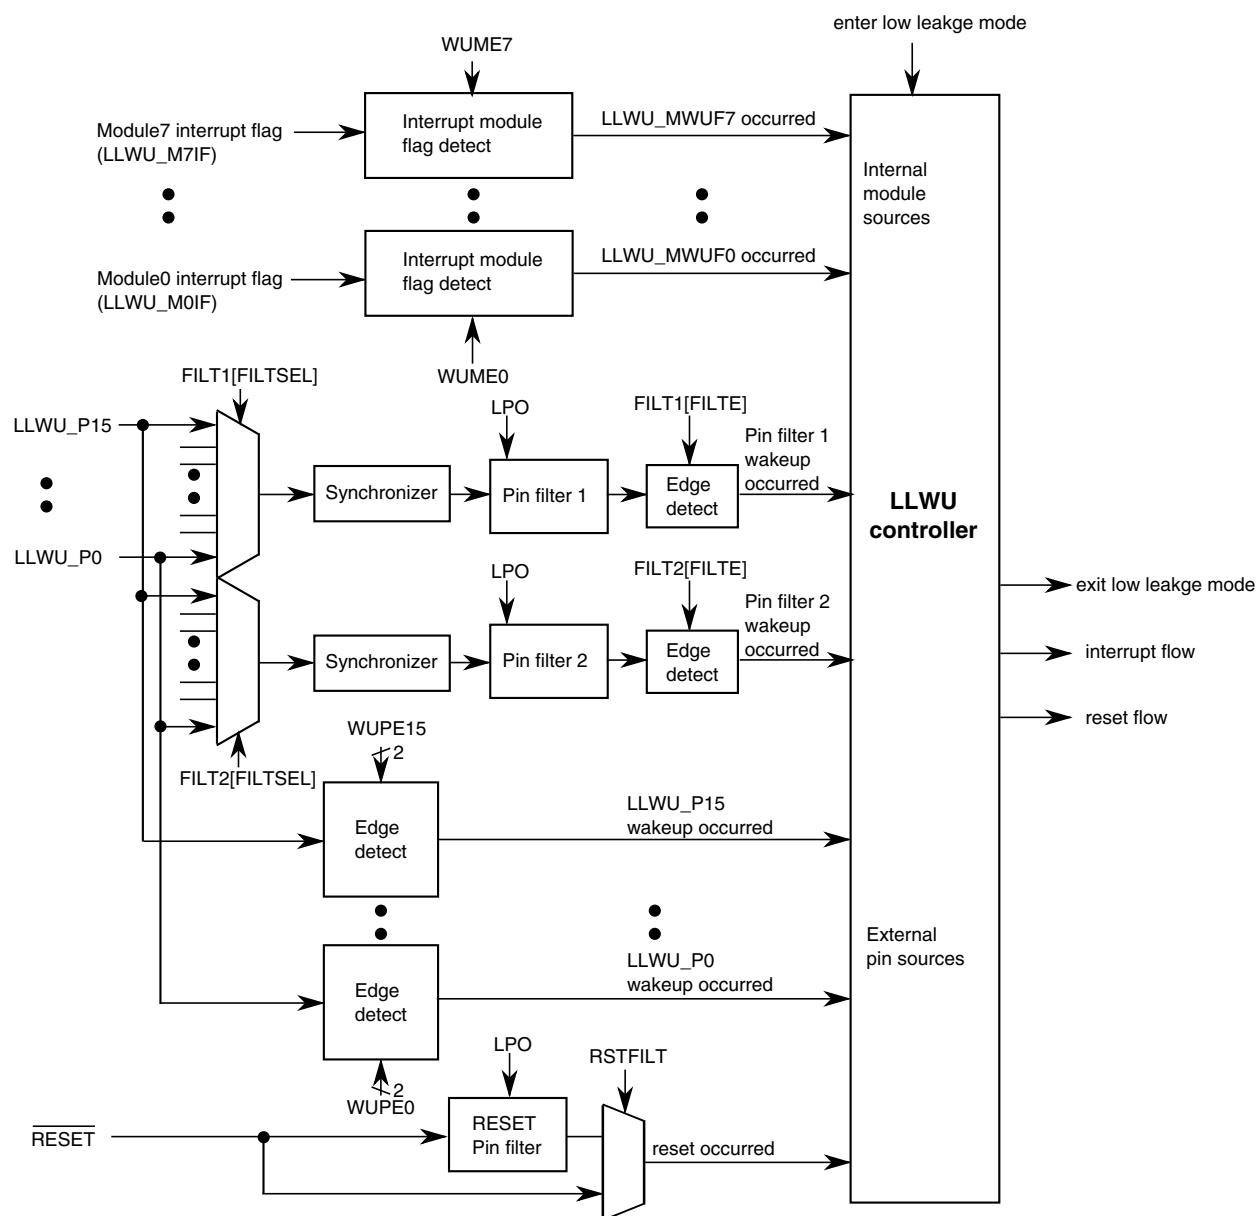 enter low leakge mode
WUME7
Module7 interrupt flag
(LLWU_M7IF)
Interrupt module
flag detect
LLWU_MWUF7 occurred
Internal
module
sources
Module0 interrupt flag
(LLWU_M0IF)
Interrupt module
flag detect
LLWU_MWUF0 occurred
WUME0
FILT1[FILTSEL]
LLWU_P15
LLWU_P0
Synchronizer
LPO
Pin filter 1
FILT1[FILTE]
Edge
detect
Pin filter 1
wakeup
occurred
LLWU
controller
Synchronizer
LPO
Pin filter 2
FILT2[FILTE]
Edge
detect
Pin filter 2
wakeup
occurred
exit low leakge mode
interrupt flow
reset flow
FILT2[FILTSEL]
WUPE15
2
Edge
detect
LLWU_P15
wakeup occurred
Edge
detect
LLWU_P0
wakeup occurred
External
pin sources
2
WUPE0
LPO
RSTFILT
RESET
RESET
Pin filter
reset occurred